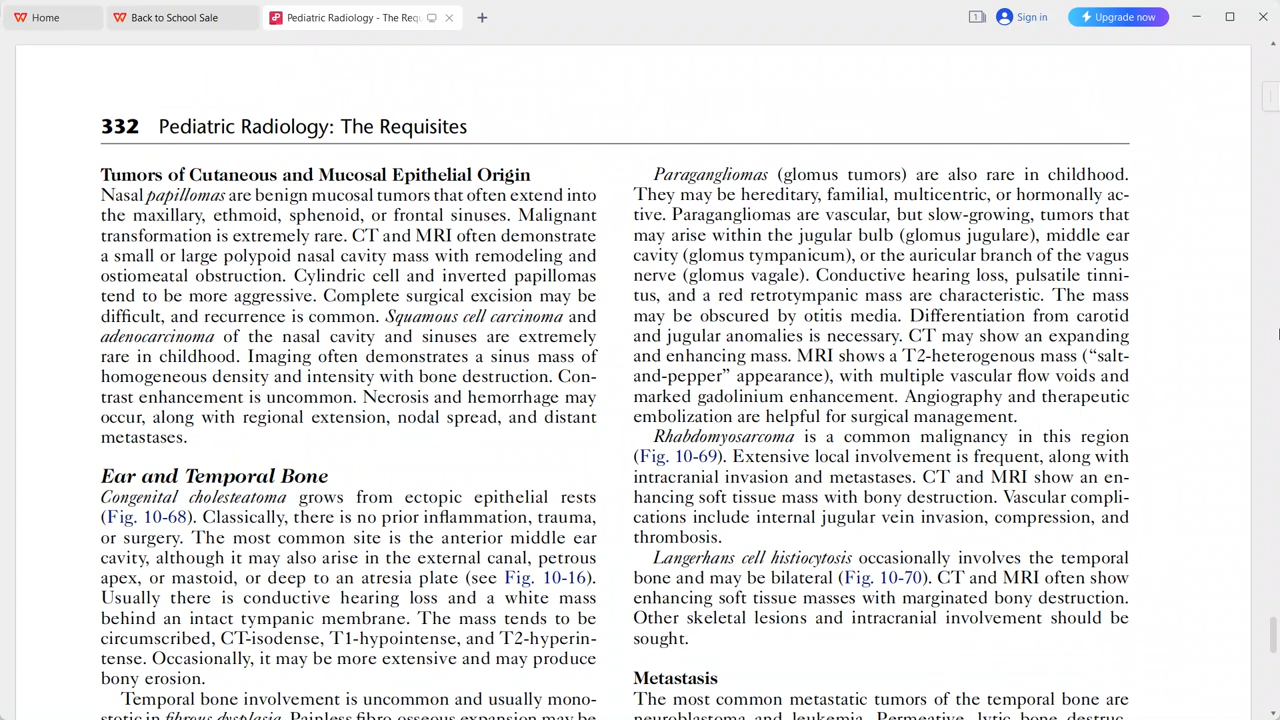 Home
Back to School Sale
Pediatric Radiology - The Requ
Sign in
Upgrade now
332 Pediatric Radiology: The Requisites
Tumors of Cutaneous and Mucosal Epithelial Origin
Nasal papillomas are benign mucosal tumors that often extend into
the maxillary, ethmoid, sphenoid, or frontal sinuses. Malignant
transformation is extremely rare. CT and MRI often demonstrate
a small or large polypoid nasal cavity mass with remodeling and
ostiomeatal obstruction. Cylindric cell and inverted papillomas
tend to be more aggressive. Complete surgical excision may be
difficult, and recurrence is common. Squamous cell carcinoma and
adenocarcinoma of the nasal cavity and sinuses are extremely
rare in childhood. Imaging often demonstrates a sinus mass of
homogeneous density and intensity with bone destruction. Con-
trast enhancement is uncommon. Necrosis and hemorrhage may
occur, along with regional extension, nodal spread, and distant
metastases.
Ear and Temporal Bone
Congenital cholesteatoma grows from ectopic epithelial rests
(Fig. 10-68). Classically, there is no prior inflammation, trauma,
or surgery. The most common site is the anterior middle ear
cavity, although it may also arise in the external canal, petrous
apex, or mastoid, or deep to an atresia plate (see Fig. 10-16).
Usually there is conductive hearing loss and a white mass
behind an intact tympanic membrane. The mass tends to be
circumscribed, CT-isodense, T1-hypointense, and T2-hyperin-
tense. Occasionally, it may be more extensive and may produce
bony erosion.
Temporal bone involvement is uncommon and usually mono-
stotic in fibrous dysplasia. Painless fibro-osseous expansion may be
Paragangliomas (glomus tumors) are also rare in childhood.
They may be hereditary, familial, multicentric, or hormonally ac-
tive. Paragangliomas are vascular, but slow-growing, tumors that
may arise within the jugular bulb (glomus jugulare), middle ear
cavity (glomus tympanicum), or the auricular branch of the vagus
nerve (glomus vagale). Conductive hearing loss, pulsatile tinni-
tus, and a red retrotympanic mass are characteristic. The mass
may be obscured by otitis media. Differentiation from carotid
and jugular anomalies is necessary. CT may show an expanding
and enhancing mass. MRI shows a T2-heterogenous mass (“salt-
and-pepper” appearance), with multiple vascular flow voids and
marked gadolinium enhancement. Angiography and therapeutic
embolization are helpful for surgical management.
Rhabdomyosarcoma is a common malignancy in this region
(Fig. 10-69). Extensive local involvement is frequent, along with
intracranial invasion and metastases. CT and MRI show an en-
hancing soft tissue mass with bony destruction. Vascular compli-
cations include internal jugular vein invasion, compression, and
thrombosis.
Langerhans cell histiocytosis occasionally involves the temporal
bone and may be bilateral (Fig. 10-70). CT and MRI often show
enhancing soft tissue masses with marginated bony destruction.
Other skeletal lesions and intracranial involvement should be
sought.
Metastasis
The most common metastatic tumors of the temporal bone are
neuroblastoma and leukemia. Permeative, lytic bone destruc-